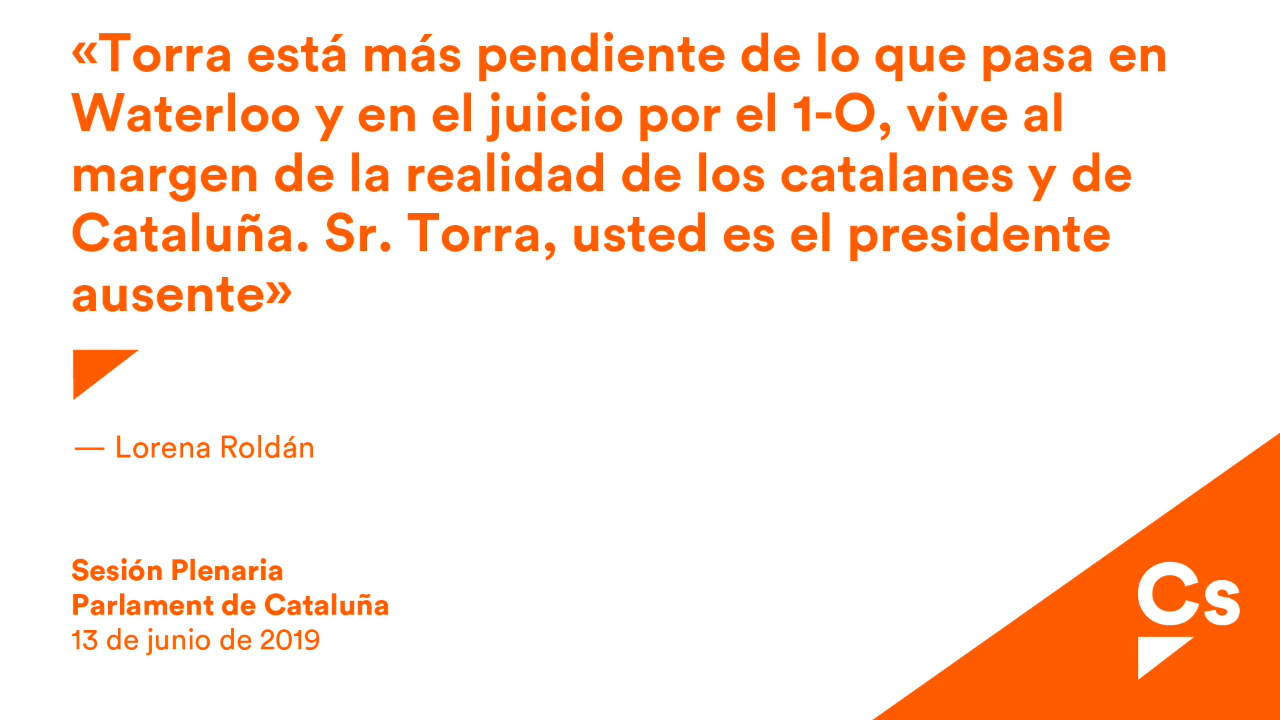 «Torra está más pendiente de lo que pasa en
Waterloo y en el juicio por el 1-O, vive al
margen de la realidad de los catalanes y de
Cataluña. Sr. Torra, usted es el presidente
ausente»
— Lorena Roldán
Sesión Plenaria
Parlament de Cataluña
13 de junio de 2019
Cs